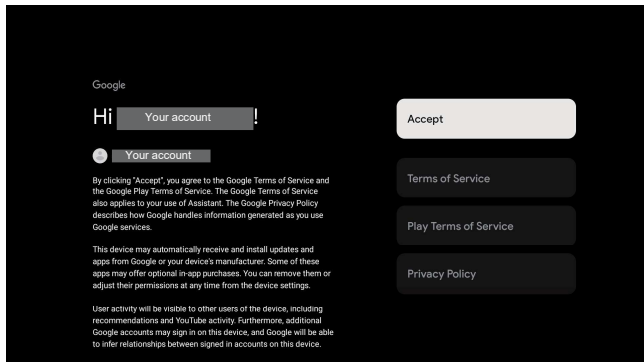 Google
Hi Your account !
Your account
By clicking "Accept", you agree to the Google Terms of Service and
the Google Play Terms of Service. The Google Terms of Service
also applies to your use of Assistant. The Google Privacy Policy
describes how Google handles information generated as you use
Google services.
This device may automatically receive and install updates and
apps from Google or your device's manufacturer. Some of these
apps may offer optional in-app purchases. You can remove them or
adjust their permissions at any time from the device settings.
User activity will be visible to other users of the device, including
recommendations and YouTube activity. Furthermore, additional
Google accounts may sign in on this device, and Google will be able
to infer relationships between signed in accounts on this device.
Accept
Terms of Service
Play Terms of Service
Privacy Policy